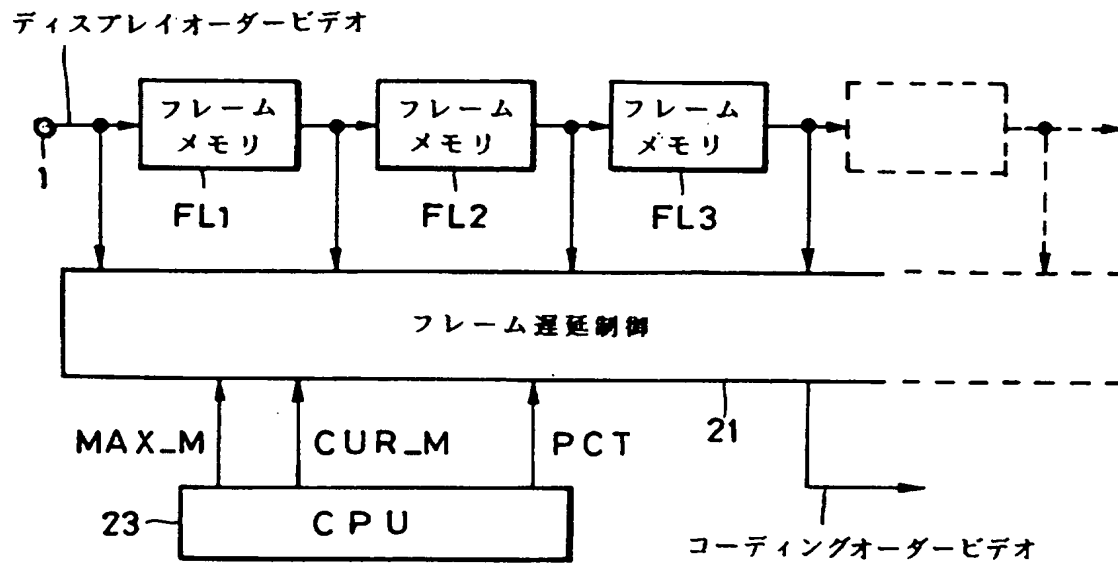 ディスプレイオーダービデオ
フレーム
メモリ
フレーム
メモリ
フレーム
メモリ
1
FL1
FL2
FL3
フレーム遅延制御
MAX_M
CUR_M
PCT
21
23
CPU
コーディングオーダービデオ